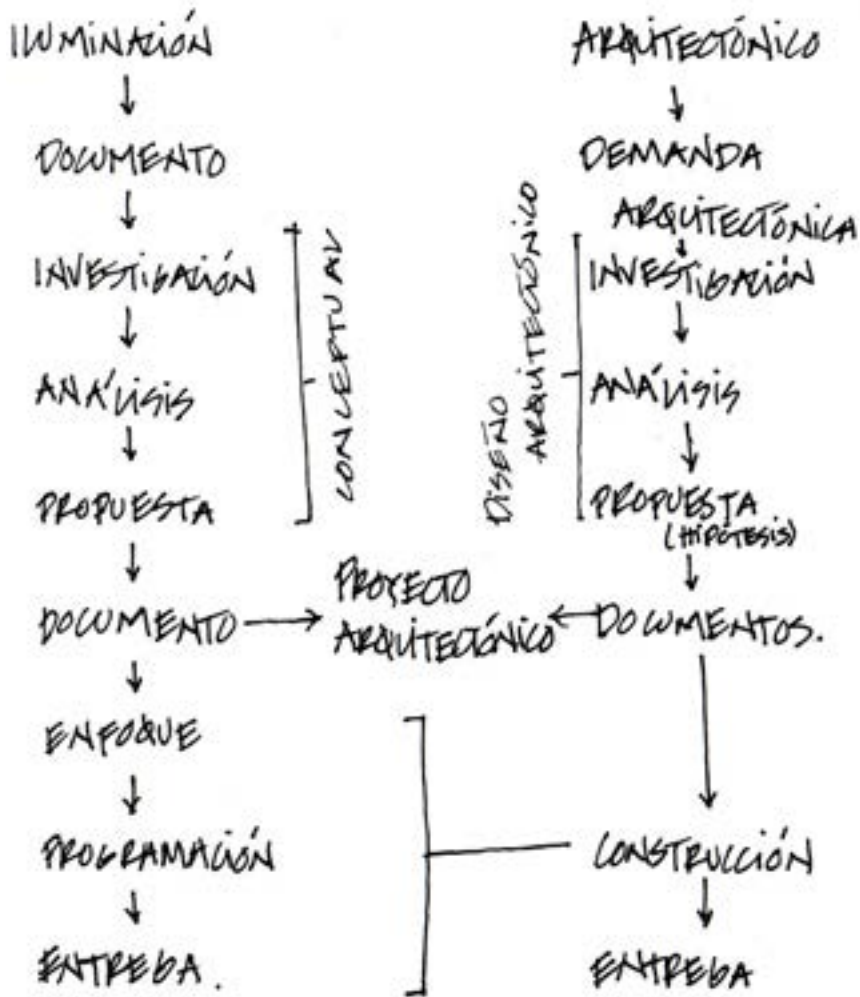 ILUMINACIÓN
↓
DOCUMENTO
↓
INVESTIGACIÓN
↓
ANÁLISIS
↓
PROPUESTA
↓
DOCUMENTO →
↓
ENFOQUE
↓
PROGRAMACIÓN
↓
ENTREGA.
CONCEPTUAL
PROYECTO
ARQUITECTÓNICO
ARQUITECTÓNICO
↓
DEMANDA
ARQUITECTÓNICA
↓
INVESTIGACIÓN
↓
ANÁLISIS
↓
PROPUESTA
(HIPÓTESIS)
↓
← DOCUMENTOS.
↓
CONSTRUCCIÓN
↓
ENTREGA
DISEÑO
ARQUITECTÓNICO